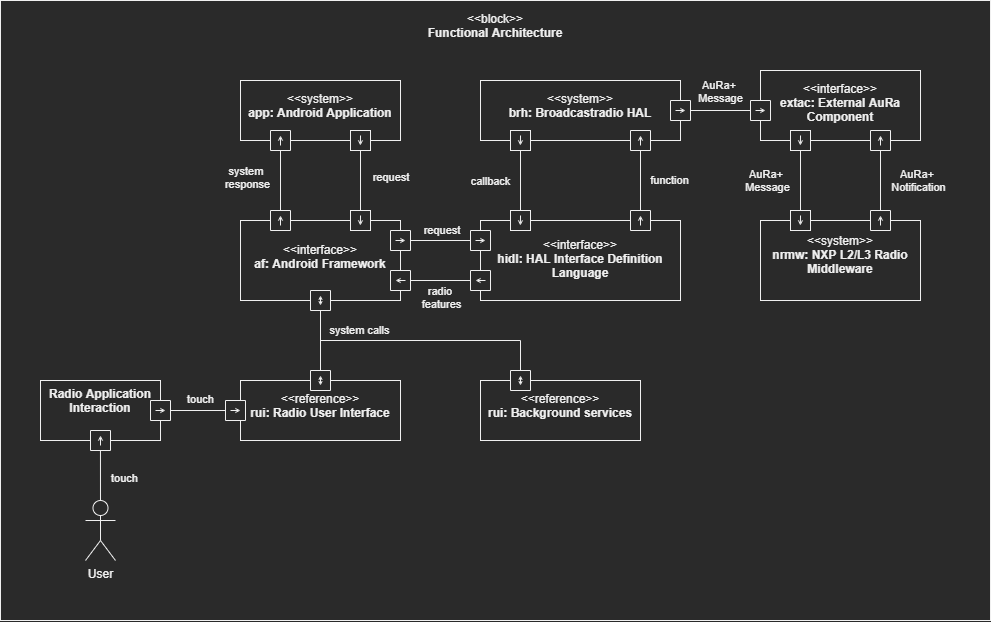 <<block>>
Functional Architecture
<<system>>
app: Android Application
<<system>>
brh: Broadcastradio HAL
AuRa+
Message
<<interface>>
extac: External AuRa
Component
system
response
request
callback
function
AuRa+
Message
AuRa+
Notification
<<interface>>
af: Android Framework
request
radio
features
<<interface>>
hidl: HAL Interface Definition
Language
<<system>>
nrmw: NXP L2/L3 Radio
Middleware
system calls
Radio Application
Interaction
touch
<<reference>>
rui: Radio User Interface
<<reference>>
rui: Background services
touch
User